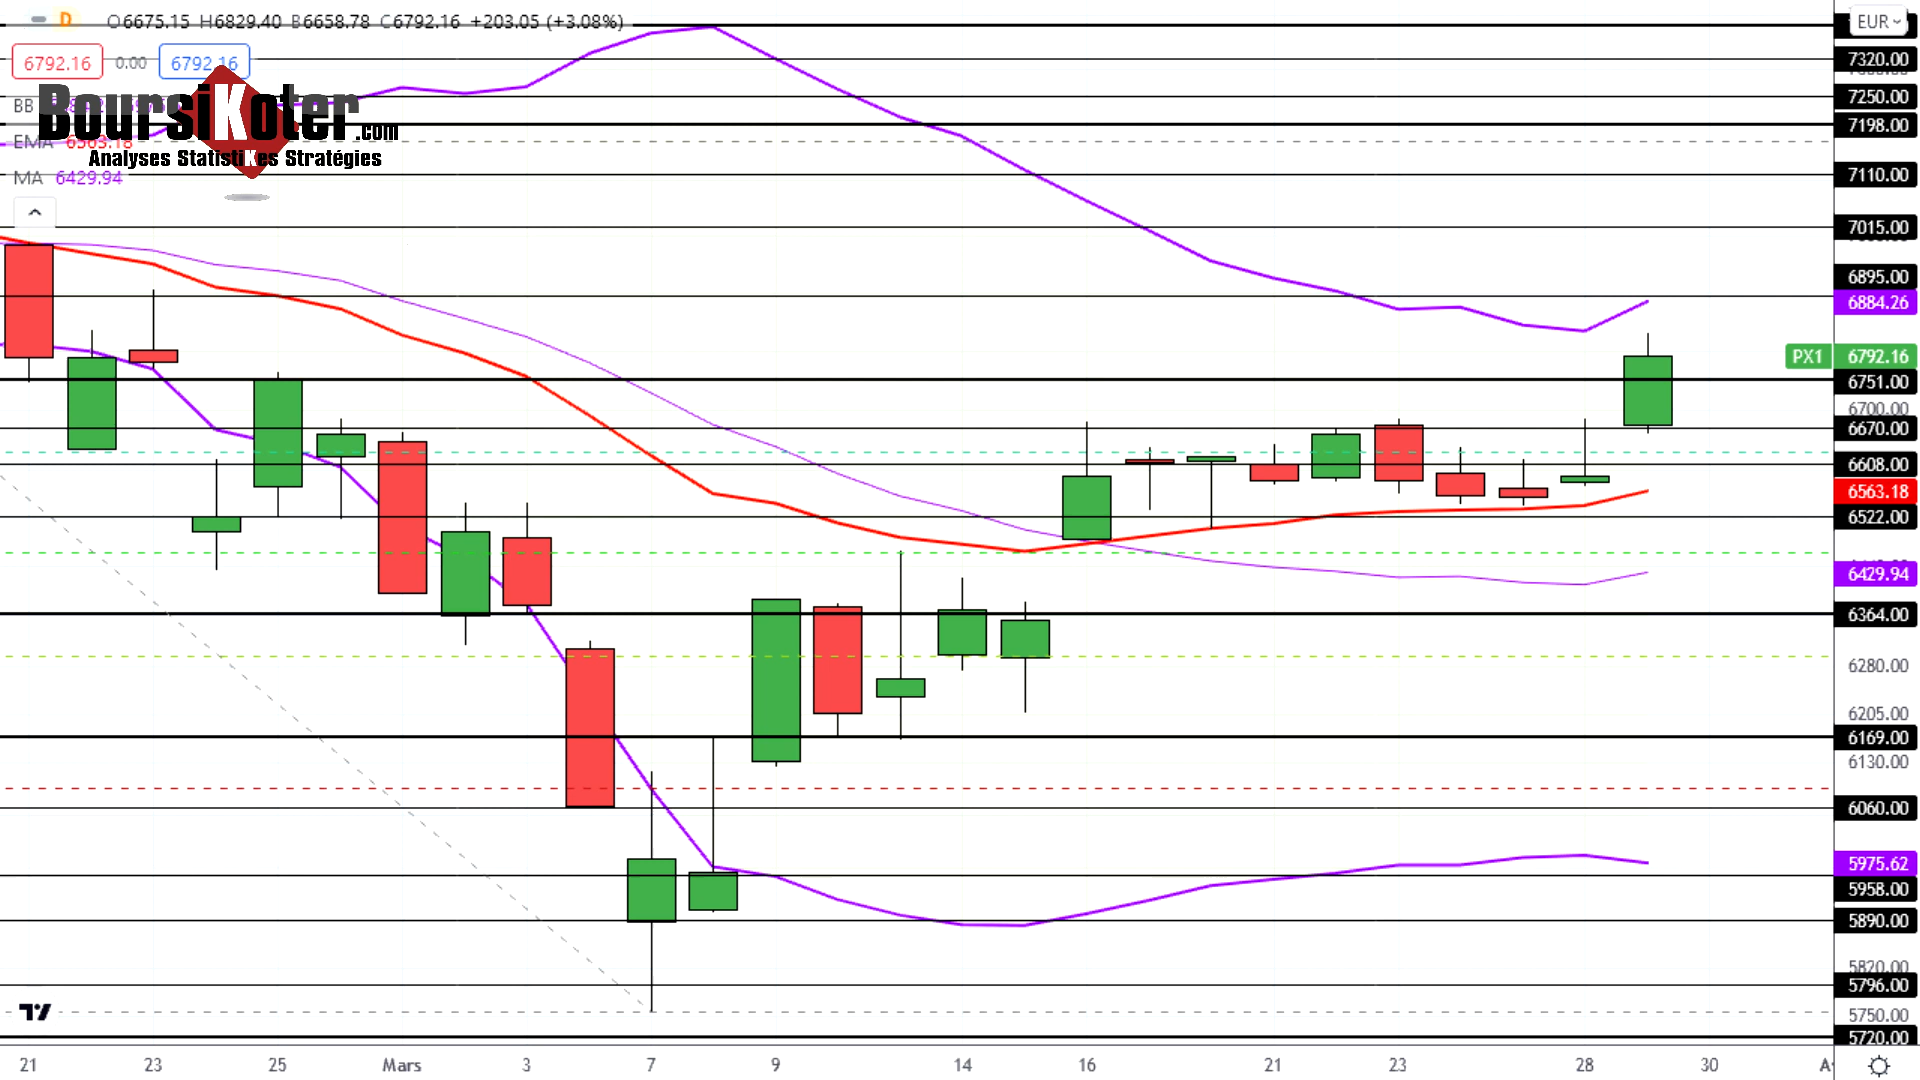 D O6675.15 H6829.40 B6658.78 C6792.16 +203.05 (+3.08%)
6792.16 0.00 6792.16
BB
BoursiKoter.com
EMA 6563.18
Analyses StatistiKes Stratégies
MA 6429.94
EUR
7320.00
7250.00
7198.00
7110.00
7015.00
6895.00
6884.26
PX1 6792.16
6751.00
6700.00
6670.00
6608.00
6563.18
6522.00
6429.94
6364.00
6280.00
6205.00
6169.00
6130.00
6060.00
5975.62
5958.00
5890.00
5820.00
5796.00
5750.00
5720.00
21 23 25 Mars 3 7 9 14 16 21 23 28 30